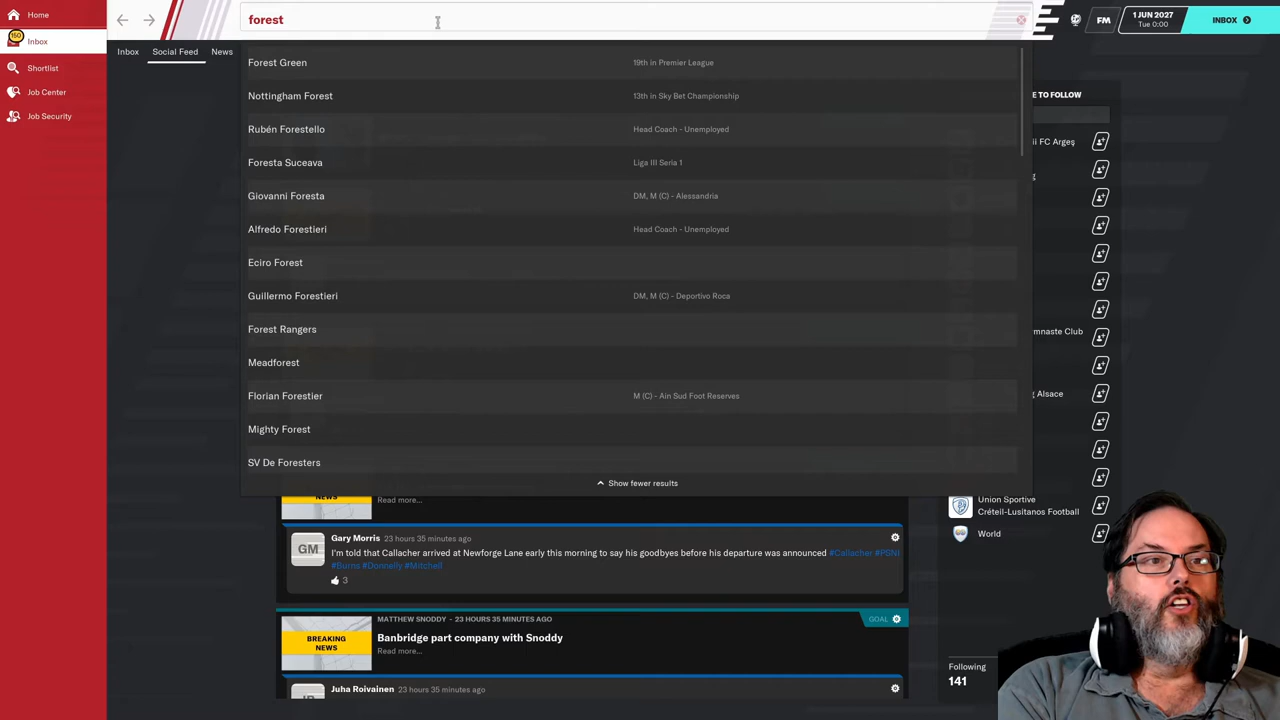 Home
forest
FM
1 JUN 2027
Tue 0:00
INBOX
150
Inbox
Inbox
Social Feed
News
Shortlist
Job Center
Job Security
Forest Green
19th in Premier League
Nottingham Forest
13th in Sky Bet Championship
Rubén Forestello
Head Coach - Unemployed
Foresta Suceava
Liga III Seria 1
Giovanni Foresta
DM, M (C) - Alessandria
Alfredo Forestieri
Head Coach - Unemployed
Eciro Forest
Guillermo Forestieri
DM, M (C) - Deportivo Roca
Forest Rangers
Meadforest
Florian Forestier
M (C) - Ain Sud Foot Reserves
Mighty Forest
SV De Foresters
Show fewer results
E TO FOLLOW
ii FC Argeș
mnaste Club
g Alsace
Union Sportive
Créteil-Lusitanos Football
World
Following
141
NEWS
Read more...
GM
Gary Morris
23 hours 35 minutes ago
I'm told that Callacher arrived at Newforge Lane early this morning to say his goodbyes before his departure was announced #Callacher #PSNI
#Burns #Donnelly #Mitchell
3
MATTHEW SNODDY - 23 HOURS 35 MINUTES AGO
GOAL
BREAKING
NEWS
Banbridge part company with Snoddy
Read more...
Juha Roivainen
23 hours 35 minutes ago